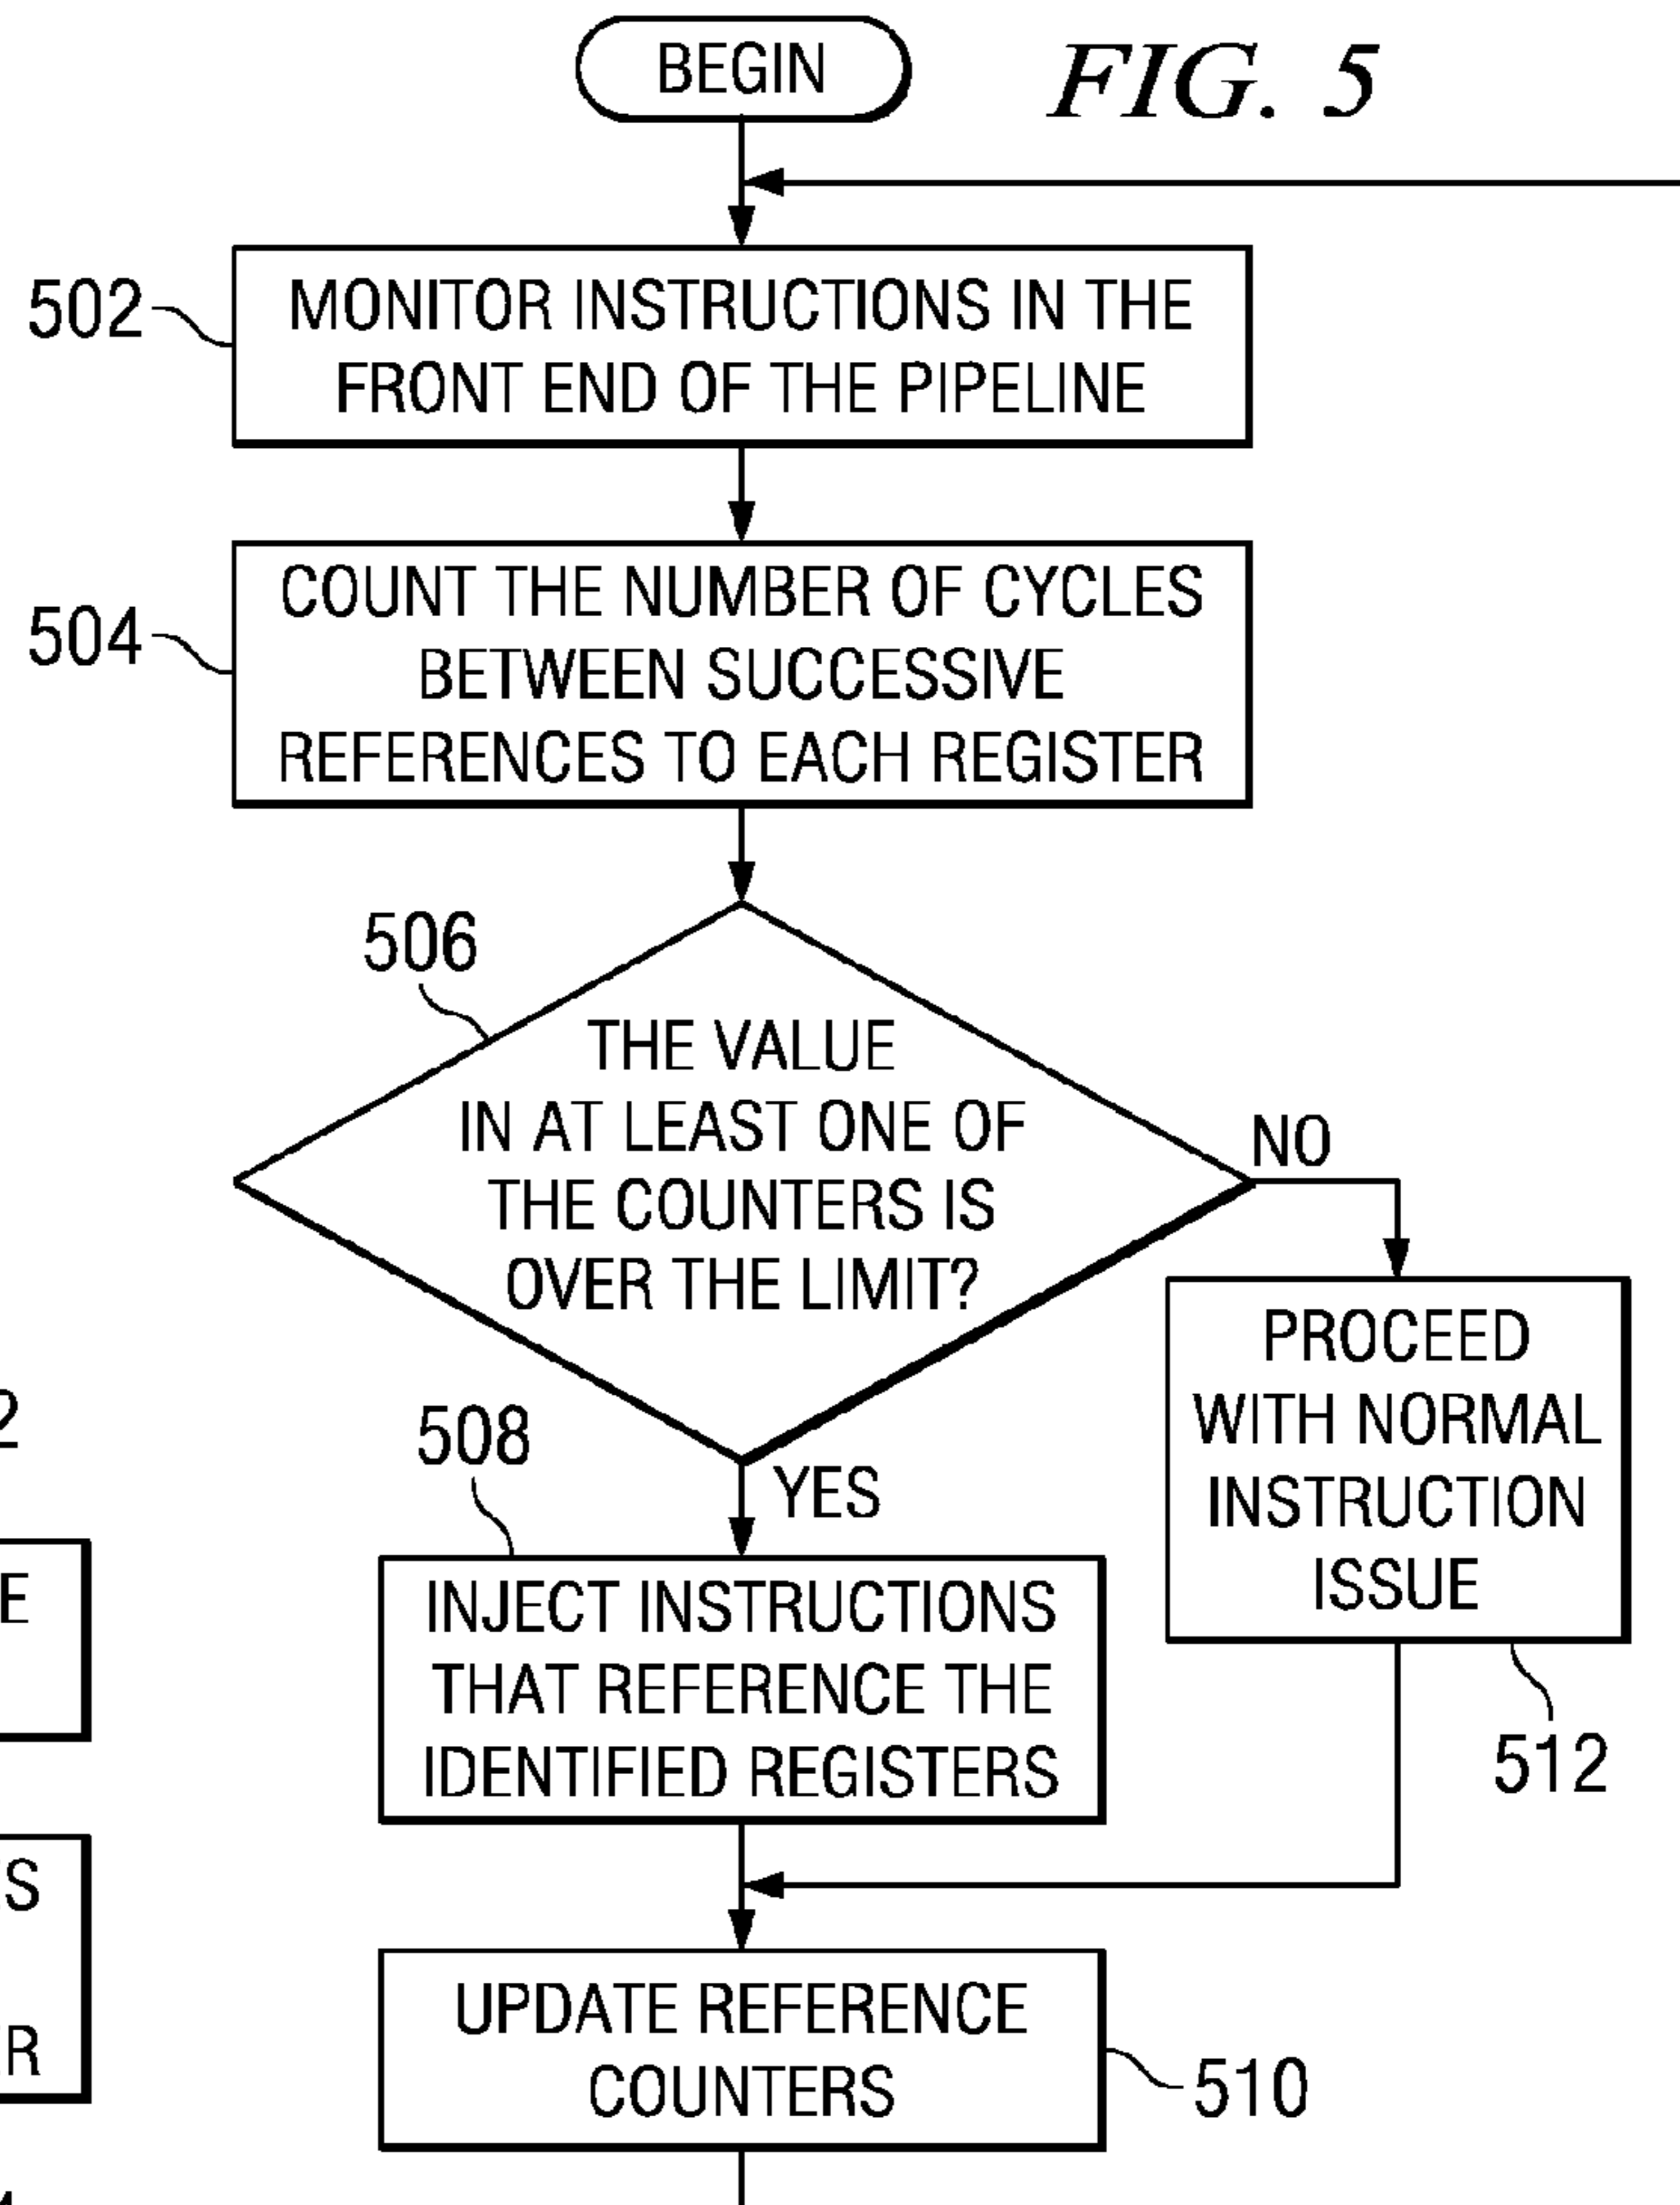 BEGIN
FIG. 5
502
MONITOR INSTRUCTIONS IN THE
FRONT END OF THE PIPELINE
504
COUNT THE NUMBER OF CYCLES
BETWEEN SUCCESSIVE
REFERENCES TO EACH REGISTER
506
THE VALUE
IN AT LEAST ONE OF
THE COUNTERS IS
OVER THE LIMIT?
NO
PROCEED
WITH NORMAL
INSTRUCTION
ISSUE
512
YES
508
INJECT INSTRUCTIONS
THAT REFERENCE THE
IDENTIFIED REGISTERS
UPDATE REFERENCE
COUNTERS
510
2
E
S
R